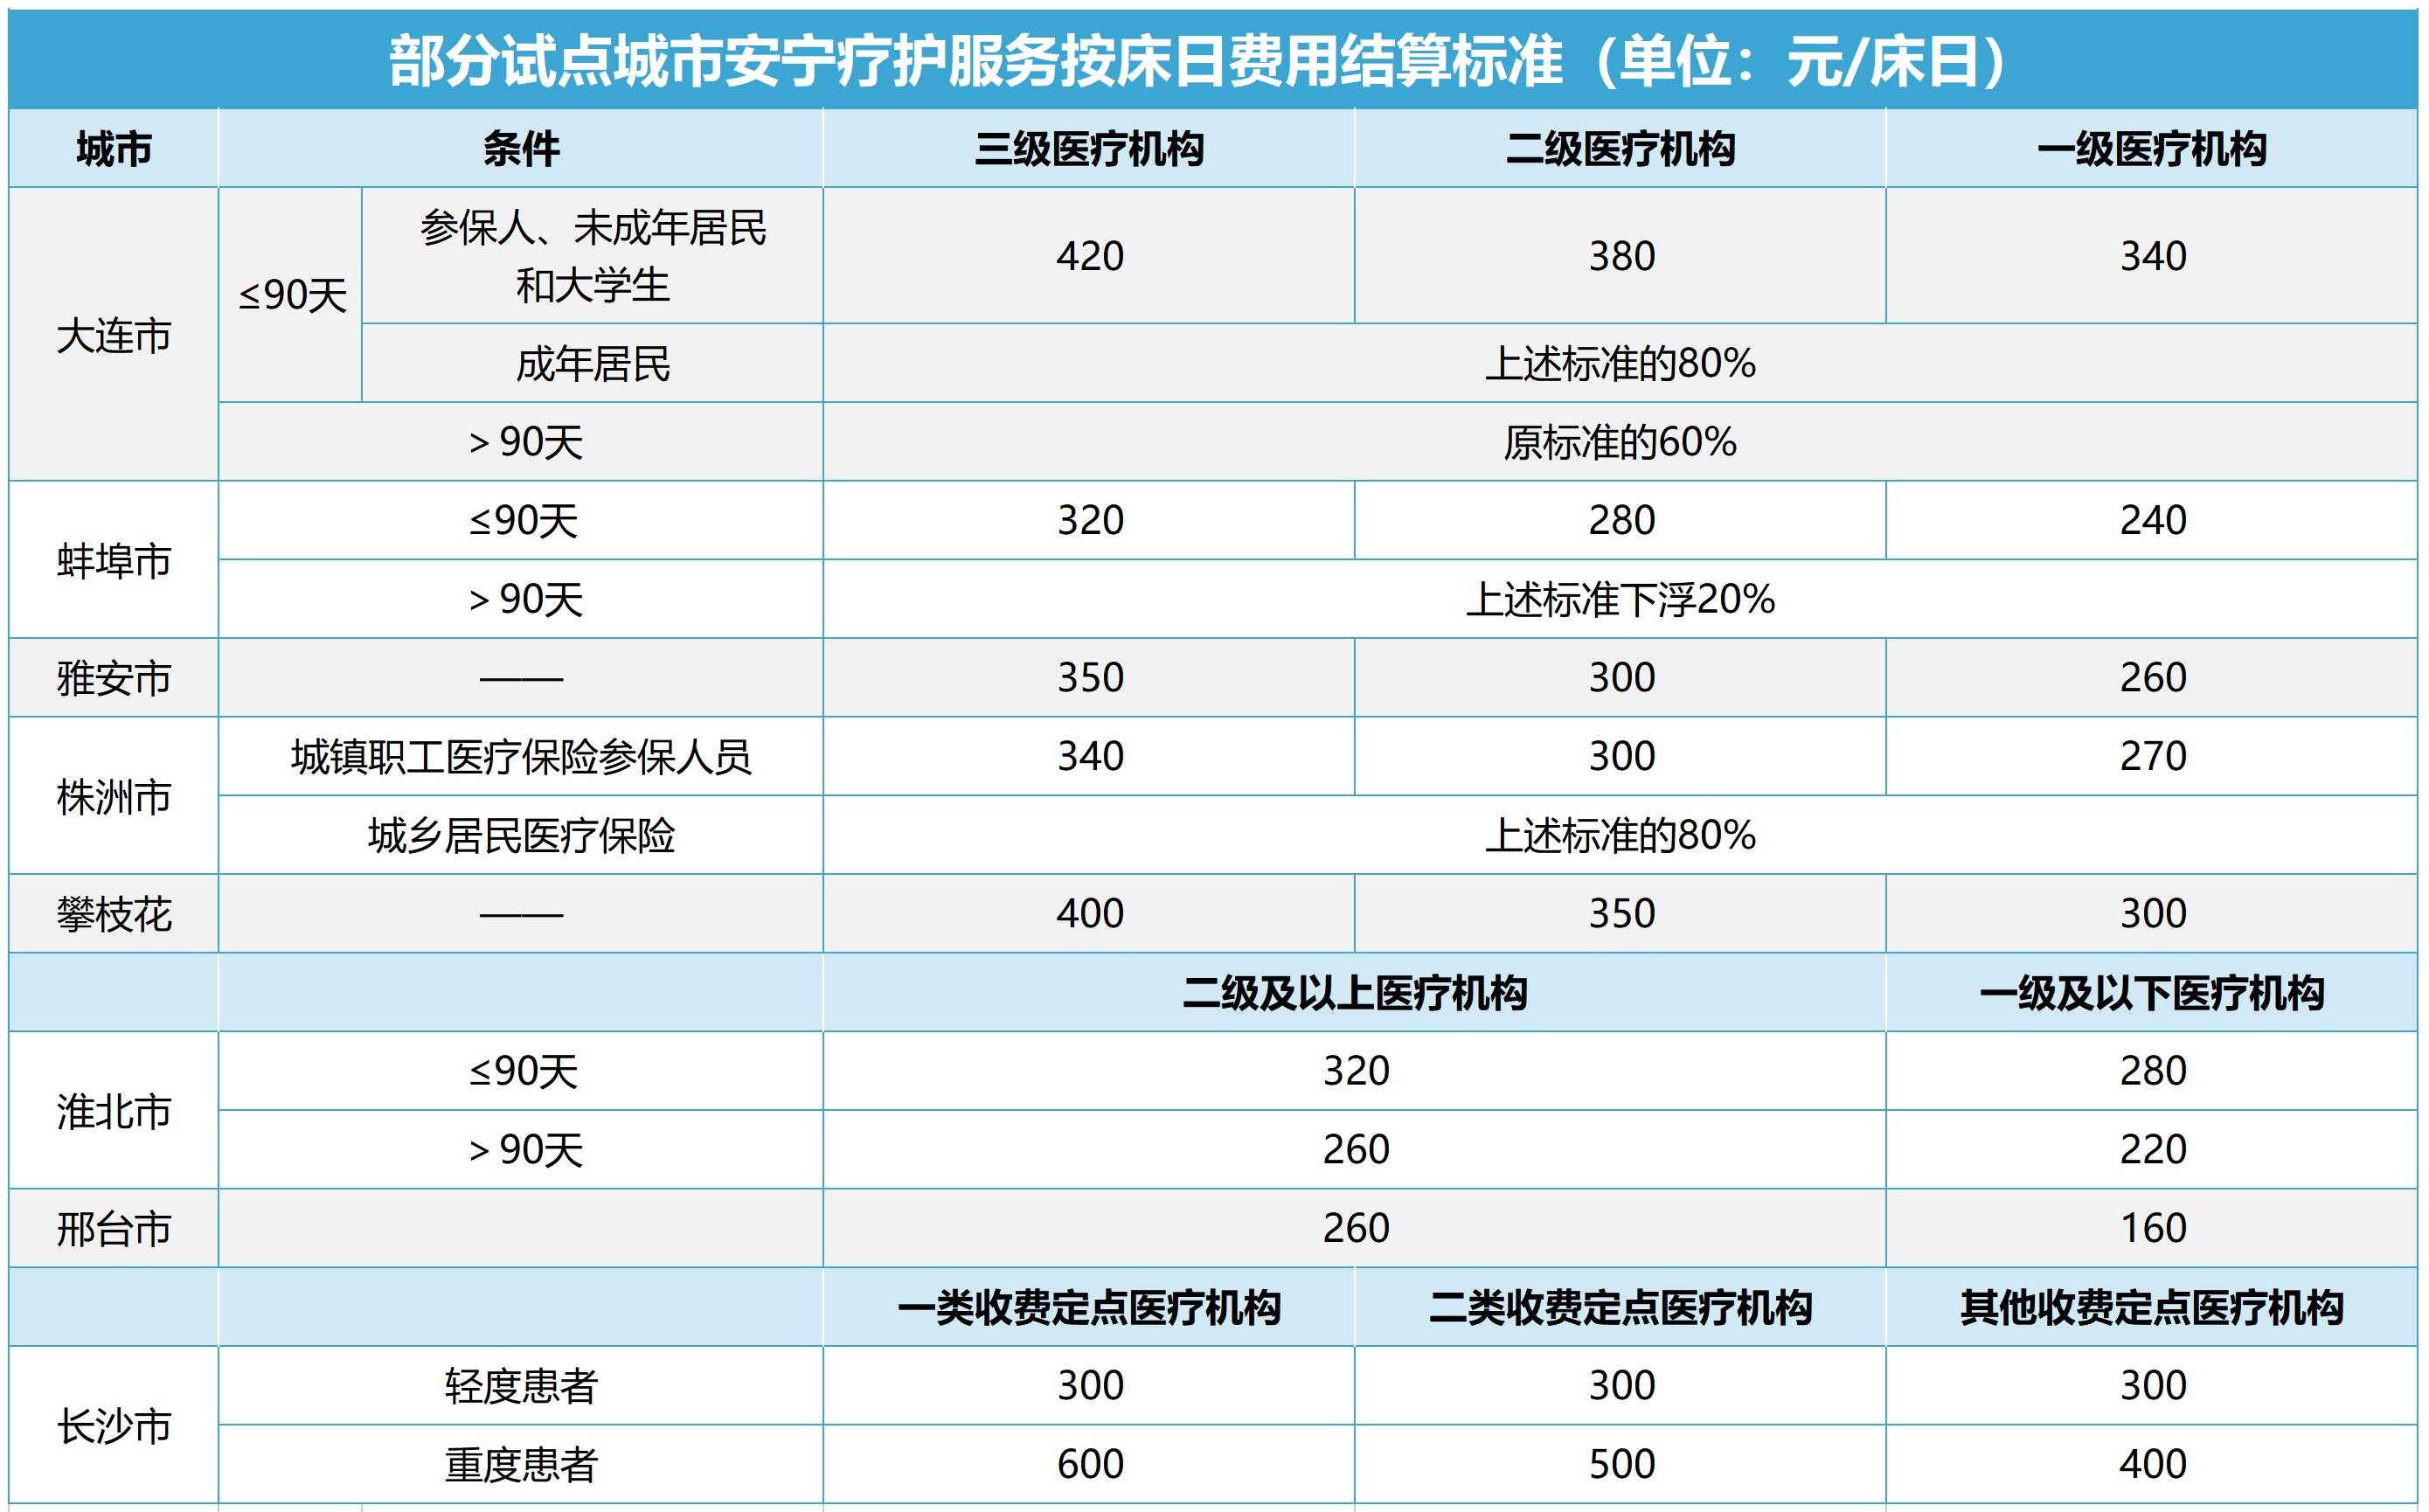 部分试点城市安宁疗护服务按床日费用结算标准（单位：元/床日）
城市 条件 三级医疗机构 二级医疗机构 一级医疗机构
大连市 ≤90天 参保人、未成年居民
和大学生 420 380 340
成年居民 上述标准的80%
＞90天 原标准的60%
蚌埠市 ≤90天 320 280 240
＞90天 上述标准下浮20%
雅安市 —— 350 300 260
株洲市 城镇职工医疗保险参保人员 340 300 270
城乡居民医疗保险 上述标准的80%
攀枝花 —— 400 350 300
二级及以上医疗机构 一级及以下医疗机构
淮北市 ≤90天 320 280
＞90天 260 220
邢台市 260 160
一类收费定点医疗机构 二类收费定点医疗机构 其他收费定点医疗机构
长沙市 轻度患者 300 300 300
重度患者 600 500 400